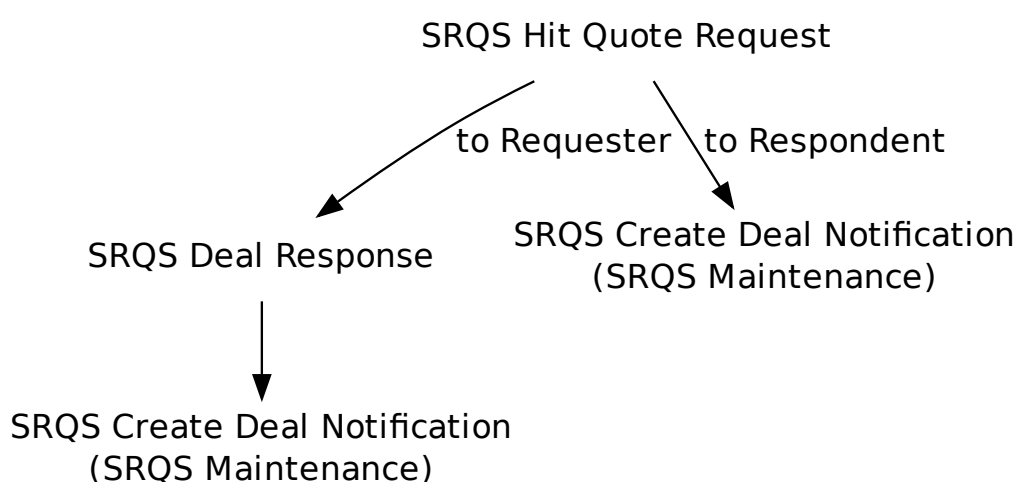 SRQS Hit Quote Request
to Requester
to Respondent
SRQS Deal Response
SRQS Create Deal Notification
(SRQS Maintenance)
SRQS Create Deal Notification
(SRQS Maintenance)